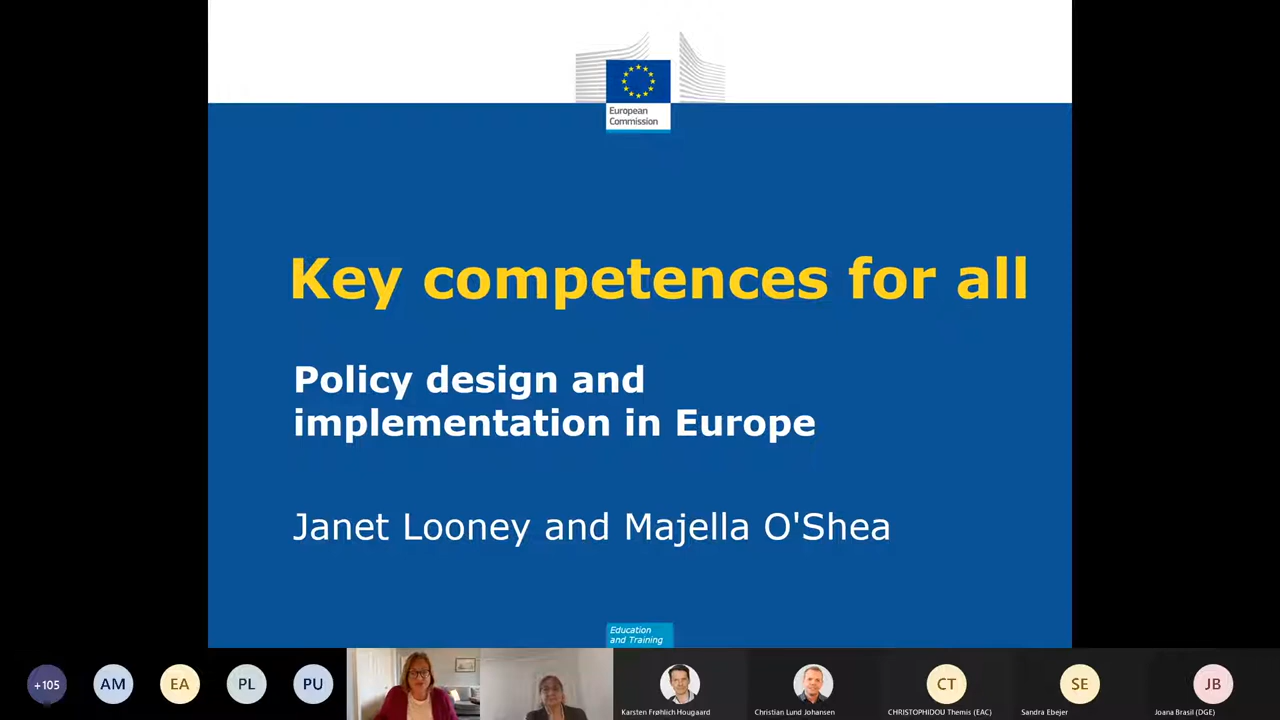 European
Commission
Key competences for all
Policy design and
implementation in Europe
Janet Looney and Majella O'Shea
Education
and Training
+105
AM
EA
PL
PU
CT
SE
JB
Karsten Frøhlich Hougaard
Christian Lund Johansen
CHRISTOPHIDOU Themis (EAC)
Sandra Ebejer
Joana Brasil (DGE)